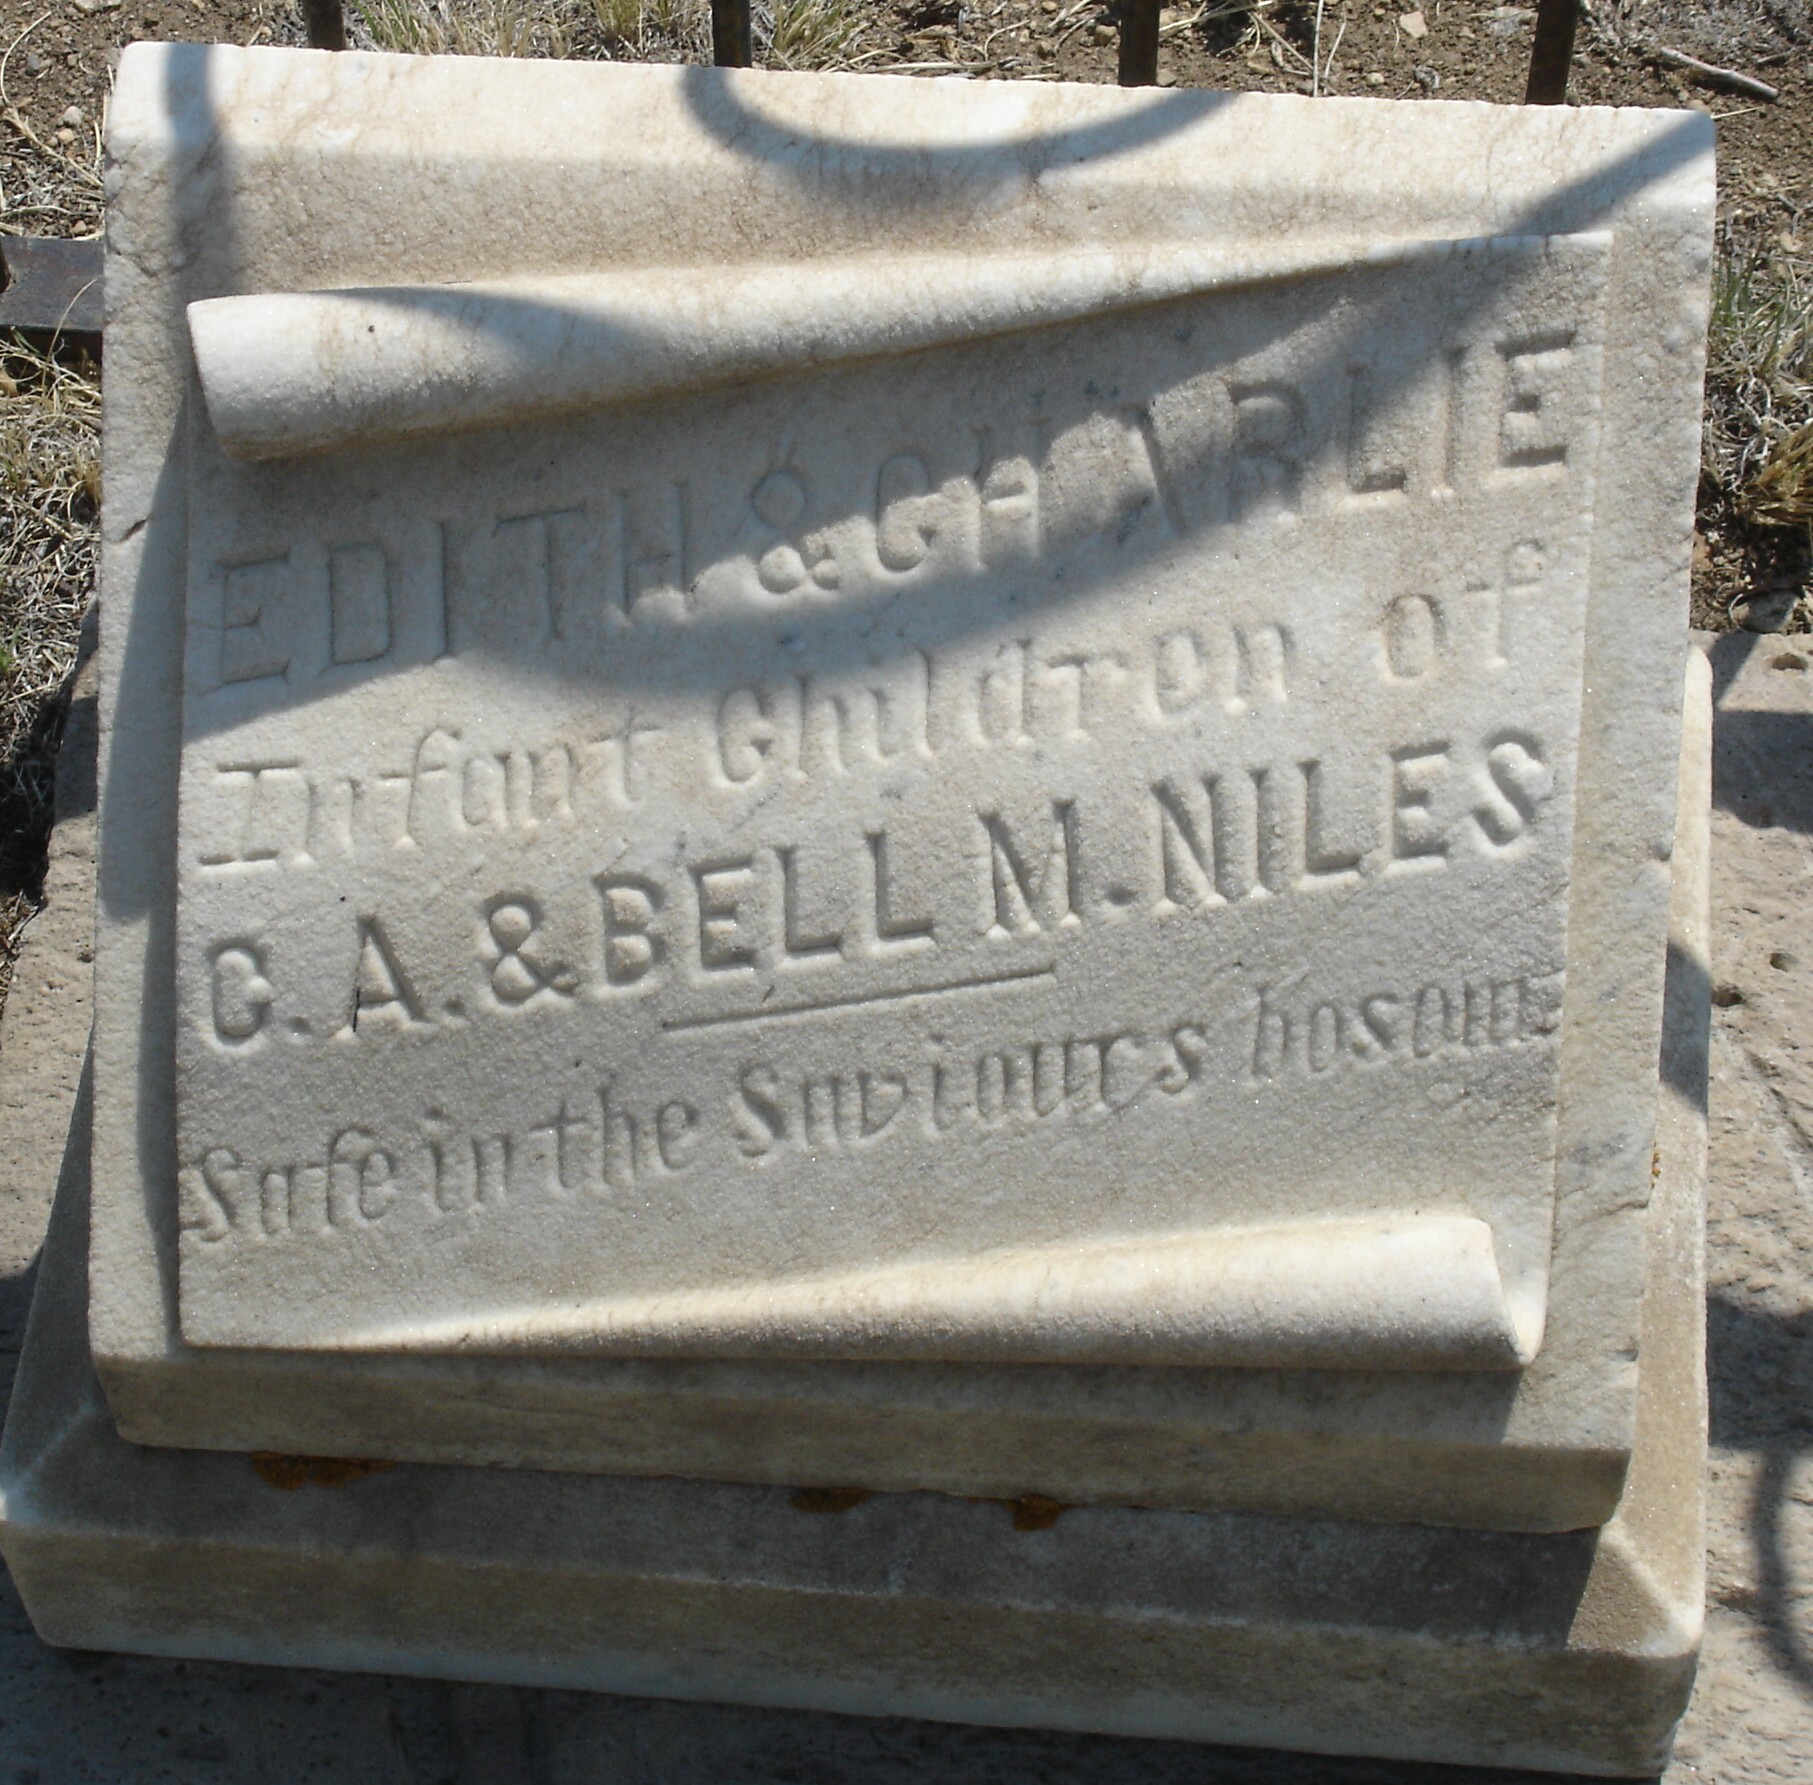 EDITH & CHARLIE
Infant Children of
C. A. & BELL M. NILES
Safe in the Saviours bosom